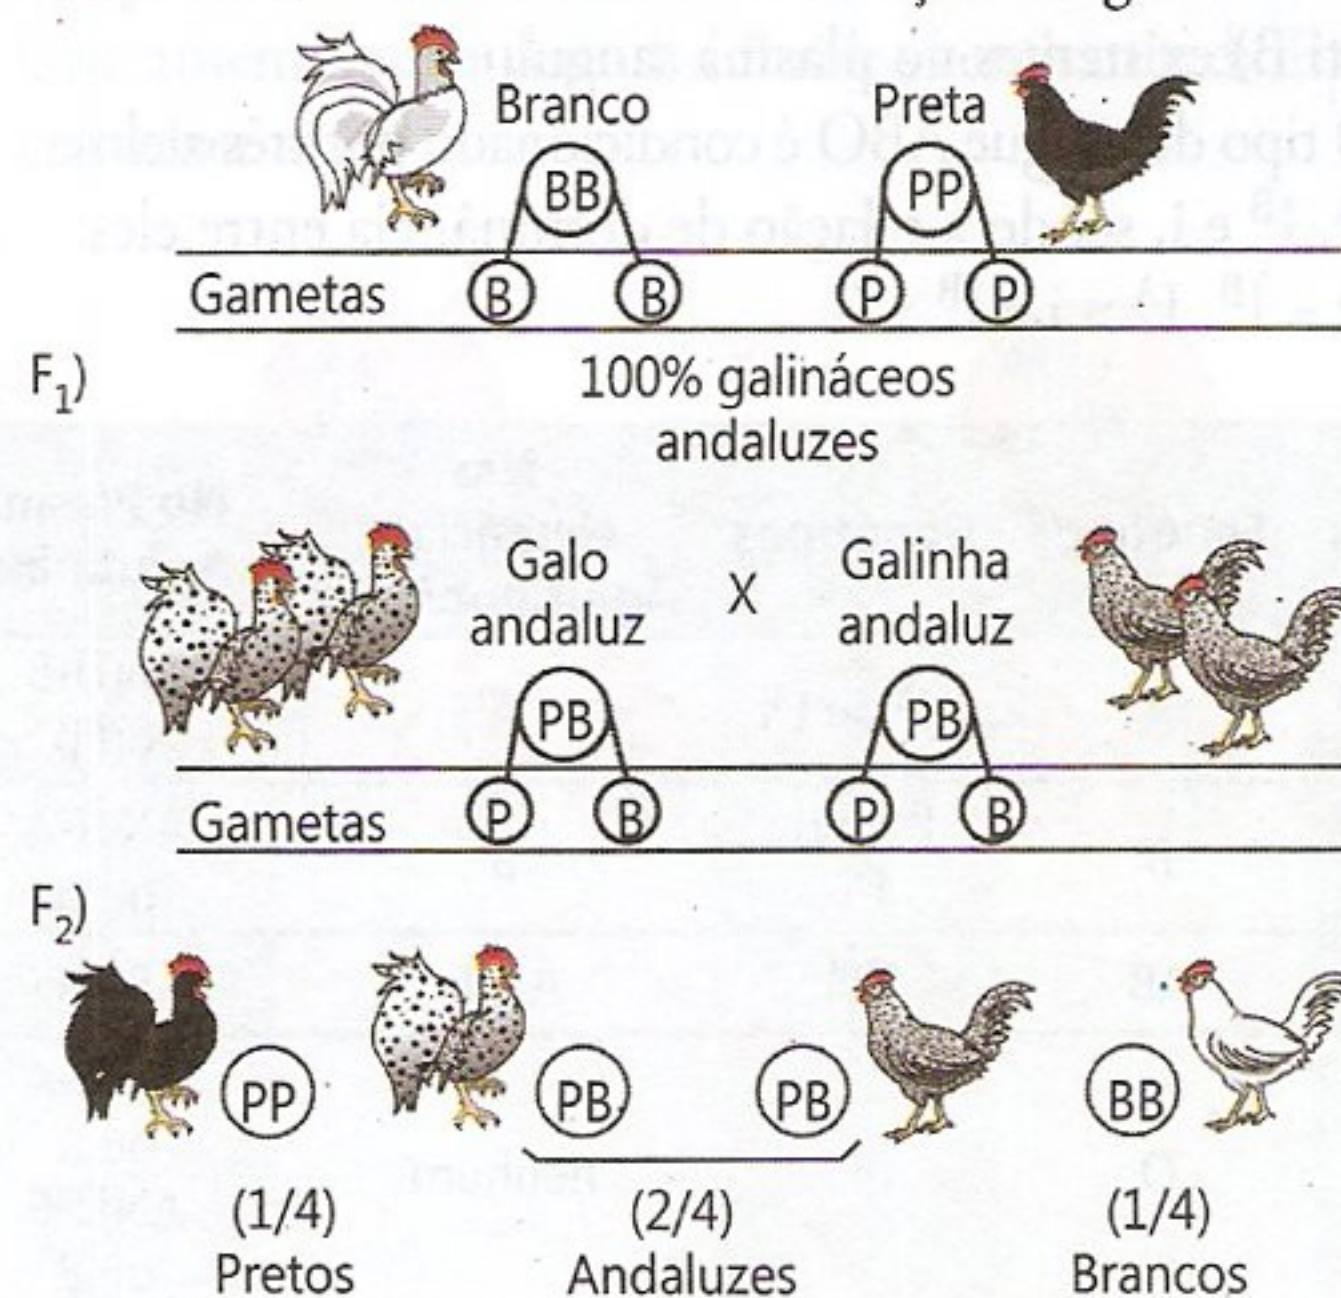 Branco Preta
BB PP
Gametas B B P P
F1) 100% galináceos
andaluzes
Galo X Galinha
andaluz andaluz
PB PB
Gametas P B P B
F2)
PP PB PB BB
(1/4) (2/4) (1/4)
Pretos Andaluzes Brancos